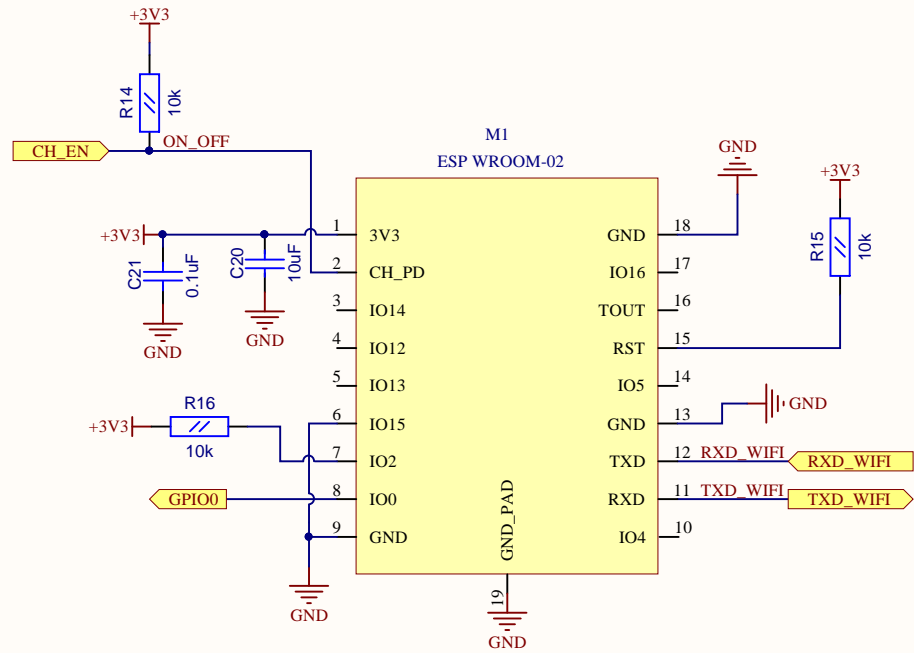 +3V3
R14
10k
CH_EN
ON_OFF
M1
ESP WROOM-02
GND
+3V3
R15
10k
+3V3
C21
0.1uF
GND
C20
10uF
GND
1
3V3
2
CH_PD
3
IO14
4
IO12
5
IO13
6
IO15
7
IO2
8
IO0
9
GND
GND
18
IO16
17
TOUT
16
RST
15
IO5
14
GND
13
GND
TXD
12
RXD_WIFI
RXD_WIFI
RXD
11
TXD_WIFI
TXD_WIFI
IO4
10
+3V3
R16
10k
GPIO0
GND
GND_PAD
19
GND